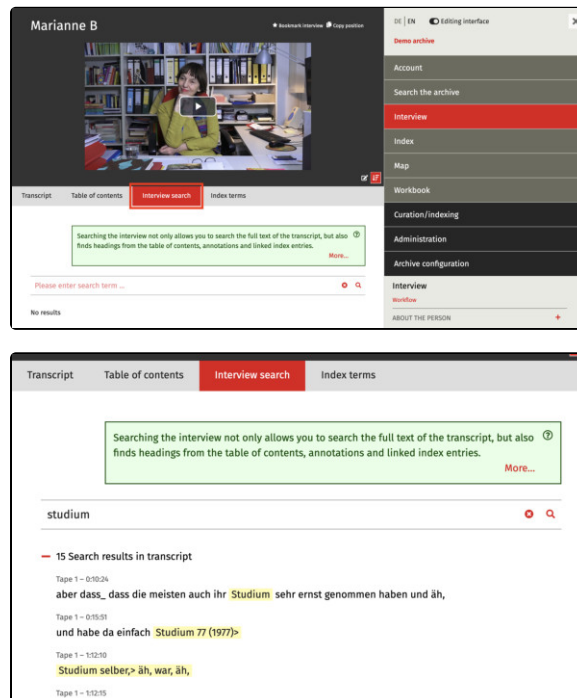 Marianne B
Bookmark interview Copy position
DE | EN Editing interface
Demo archive
Account
Search the archive
Interview
Index
Map
Workbook
Curation/indexing
Administration
Archive configuration
Interview
Workflow
ABOUT THE PERSON +
Transcript Table of contents Interview search Index terms
Searching the interview not only allows you to search the full text of the transcript, but also
finds headings from the table of contents, annotations and linked index entries.
More...
Please enter search term ...
No results
Transcript Table of contents Interview search Index terms
Searching the interview not only allows you to search the full text of the transcript, but also
finds headings from the table of contents, annotations and linked index entries.
More...
studium
15 Search results in transcript
Tape 1 – 0:10:24
aber dass_ dass die meisten auch ihr Studium sehr ernst genommen haben und äh,
Tape 1 – 0:15:51
und habe da einfach Studium 77 (1977)>
Tape 1 – 1:12:10
Studium selber,> äh, war, äh,
Tape 1 – 1:12:15